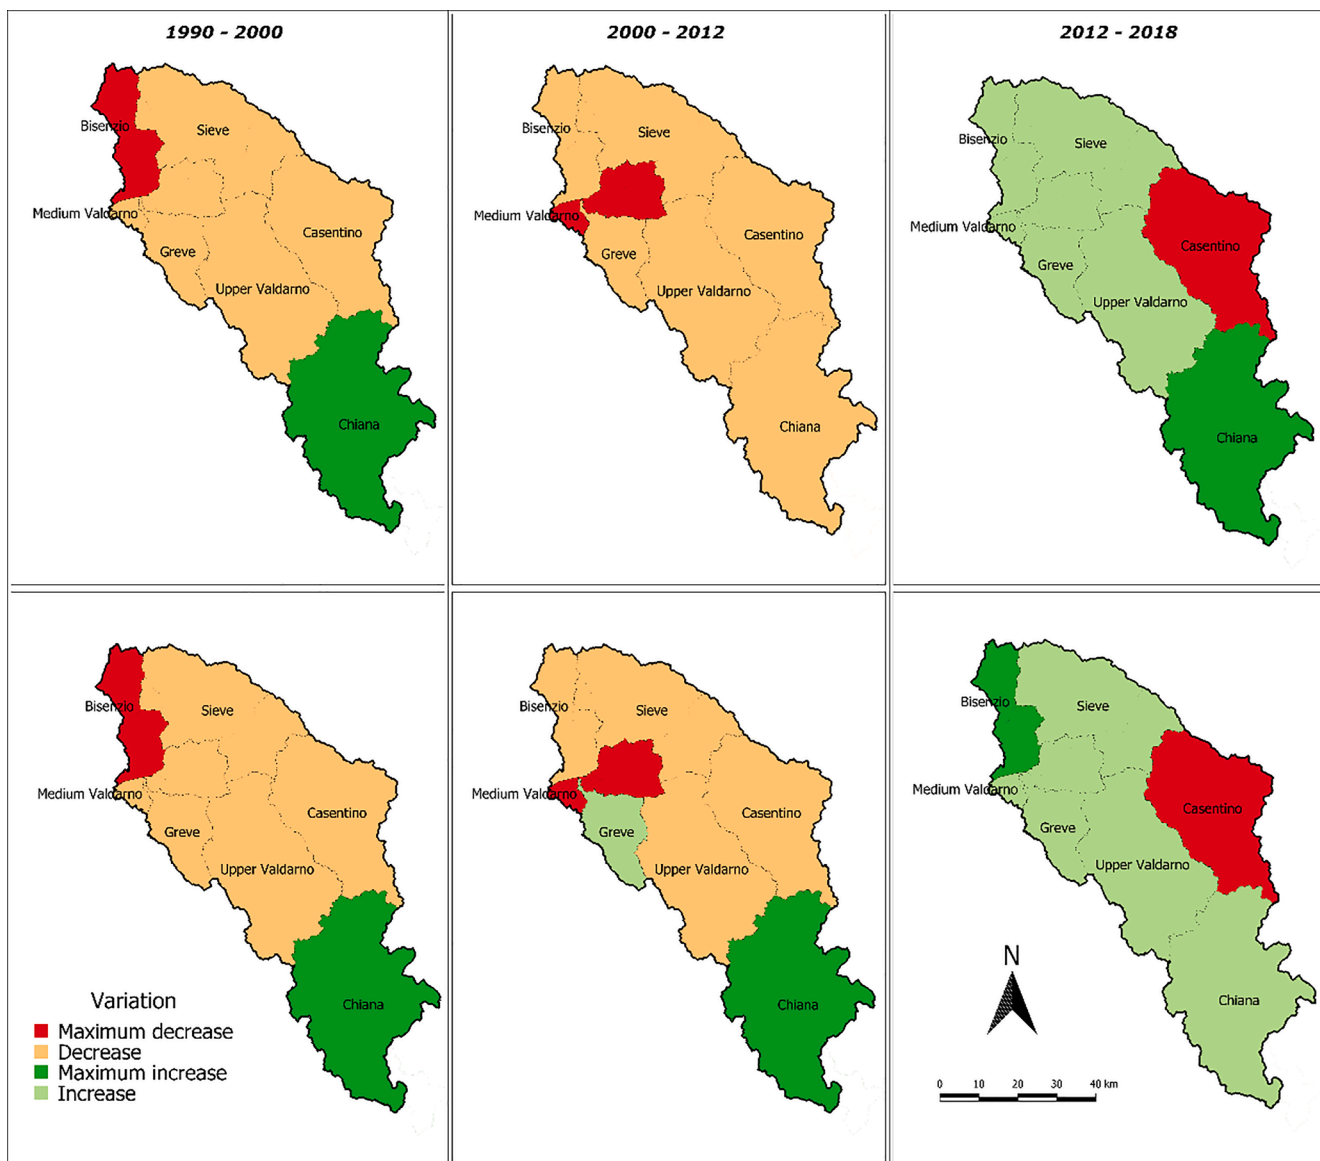 1990 - 2000
2000 - 2012
2012 - 2018
Bisenzio
Sieve
Medium Valdarno
Greve
Casentino
Upper Valdarno
Chiana
Bisenzio
Sieve
Medium Valdarno
Greve
Casentino
Upper Valdarno
Chiana
Bisenzio
Sieve
Medium Valdarno
Greve
Casentino
Upper Valdarno
Chiana
Bisenzio
Sieve
Medium Valdarno
Greve
Casentino
Upper Valdarno
Chiana
Variation
Maximum decrease
Decrease
Maximum increase
Increase
Bisenzio
Sieve
Medium Valdarno
Greve
Casentino
Upper Valdarno
Chiana
Bisenzio
Sieve
Medium Valdarno
Greve
Casentino
Upper Valdarno
Chiana
N
0 10 20 30 40 km